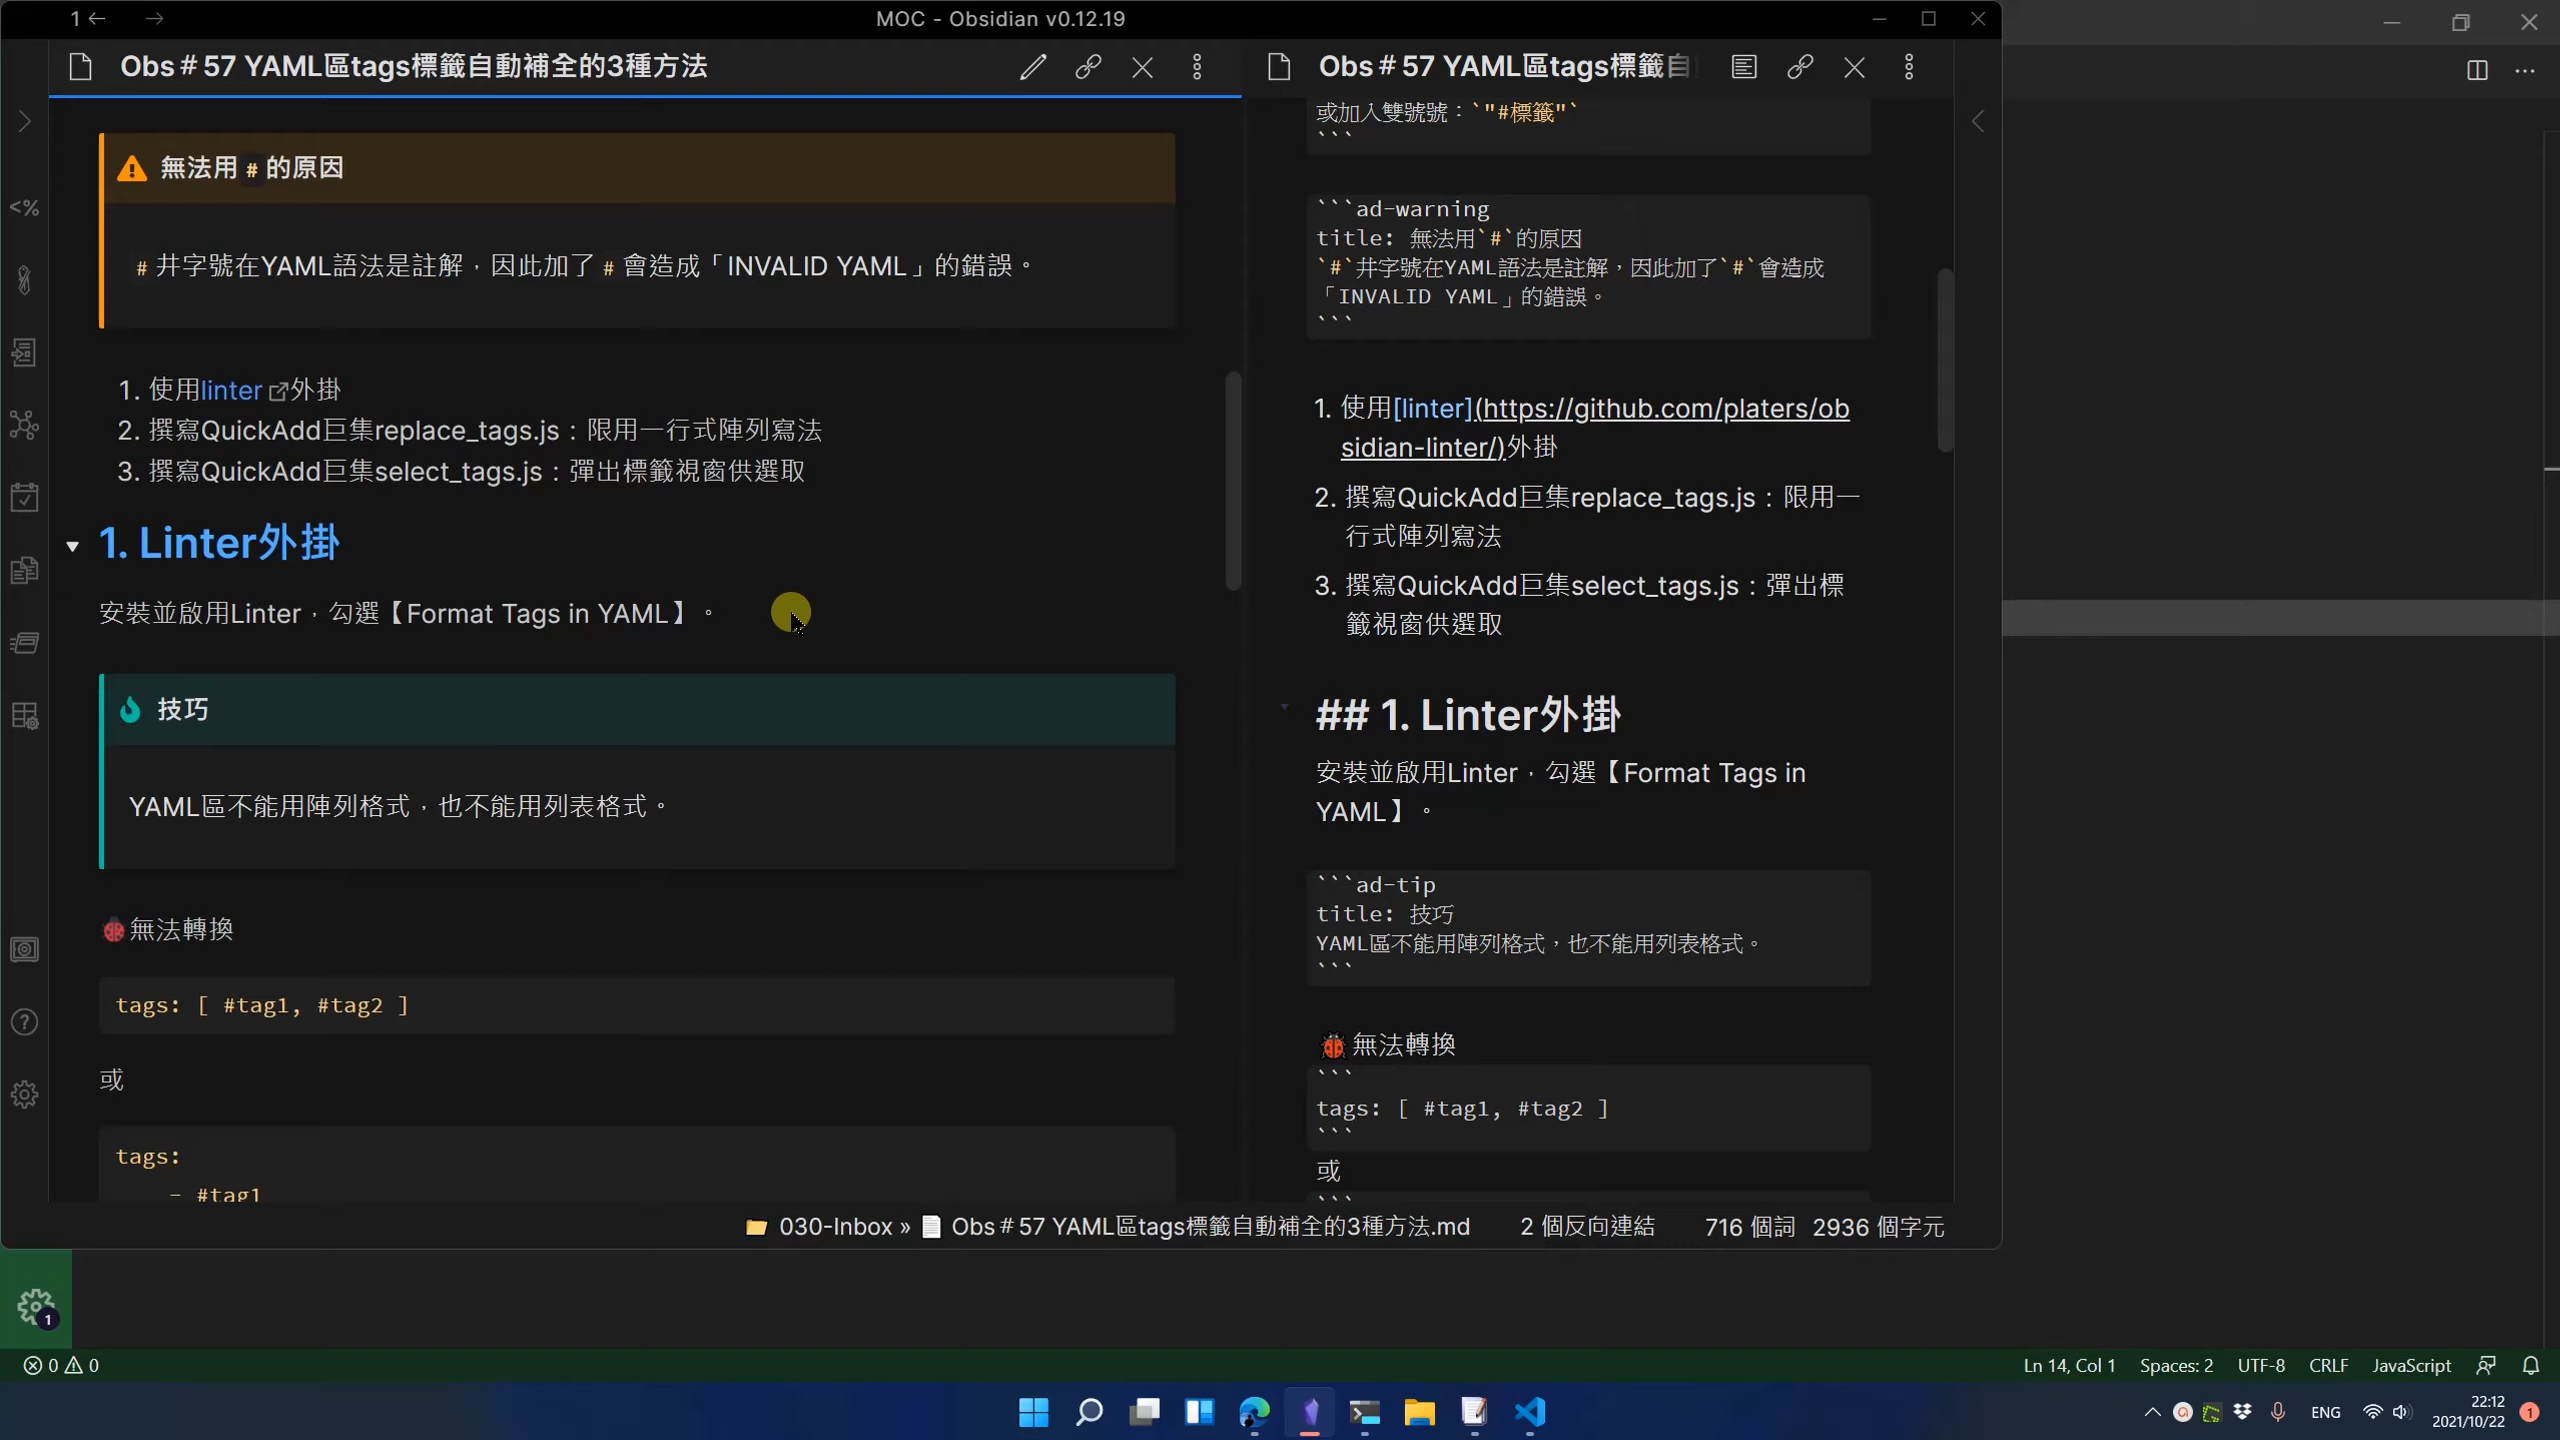 1
MOC - Obsidian v0.12.19
Obs＃57 YAML區tags標籤自動補全的3種方法
無法用 # 的原因
# 井字號在YAML語法是註解，因此加了 # 會造成「INVALID YAML」的錯誤。
1. 使用linter外掛
2. 撰寫QuickAdd巨集replace_tags.js：限用一行式陣列寫法
3. 撰寫QuickAdd巨集select_tags.js：彈出標籤視窗供選取
1. Linter外掛
安裝並啟用Linter，勾選【Format Tags in YAML】。
技巧
YAML區不能用陣列格式，也不能用列表格式。
🐞無法轉換
tags: [ #tag1, #tag2 ]
或
tags:
- #tag1
Obs＃57 YAML區tags標籤自
或加入雙號號：`"#標籤"`
```
```ad-warning
title: 無法用`#`的原因
`#`井字號在YAML語法是註解，因此加了`#`會造成
「INVALID YAML」的錯誤。
```
1. 使用[linter](https://github.com/platers/ob
sidian-linter/)外掛
2. 撰寫QuickAdd巨集replace_tags.js：限用一
行式陣列寫法
3. 撰寫QuickAdd巨集select_tags.js：彈出標
籤視窗供選取
## 1. Linter外掛
安裝並啟用Linter，勾選【Format Tags in
YAML】。
```ad-tip
title: 技巧
YAML區不能用陣列格式，也不能用列表格式。
```
🐞無法轉換
```
tags: [ #tag1, #tag2 ]
```
或
```
030-Inbox » Obs＃57 YAML區tags標籤自動補全的3種方法.md 2 個反向連結 716 個詞 2936 個字元
1
0 0
Ln 14, Col 1 Spaces: 2 UTF-8 CRLF JavaScript
ENG
22:12
2021/10/22
1